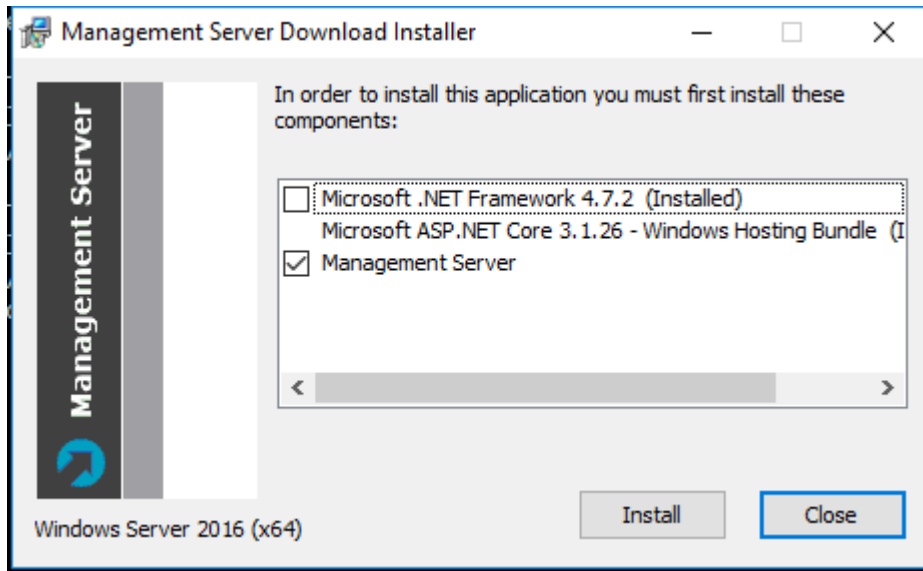 Management Server Download Installer
In order to install this application you must first install these
components:
Microsoft .NET Framework 4.7.2 (Installed)
Microsoft ASP.NET Core 3.1.26 - Windows Hosting Bundle (I
Management Server
Management Server
Windows Server 2016 (x64)
Install
Close